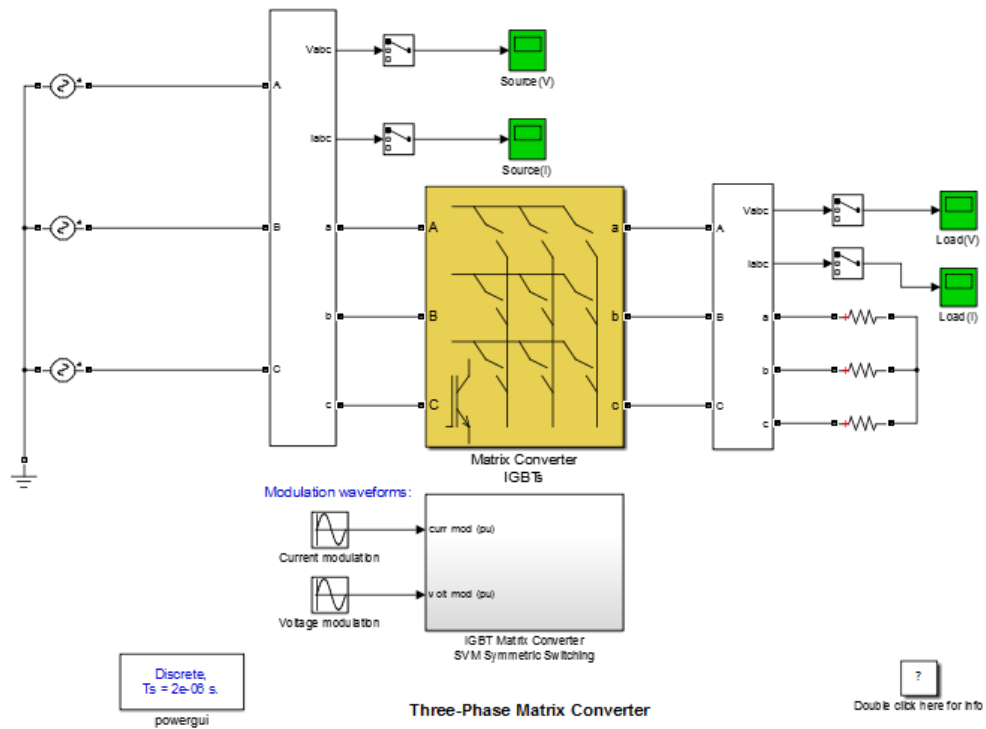 Vabc
Source(V)
A
Iabc
Source(I)
Vabc
Load(V)
B
a
A
a
A
Iabc
Load(I)
b
B
b
B
a
C
b
c
C
c
C
c
Matrix Converter
IGBTs
Modulation waveforms:
curr mod (pu)
Current modulation
volt mod (pu)
Voltage modulation
IGBT Matrix Converter
SVM Symmetric Switching
Discrete,
Ts = 2e-06 s.
powergui
?
Double click here for info
Three-Phase Matrix Converter